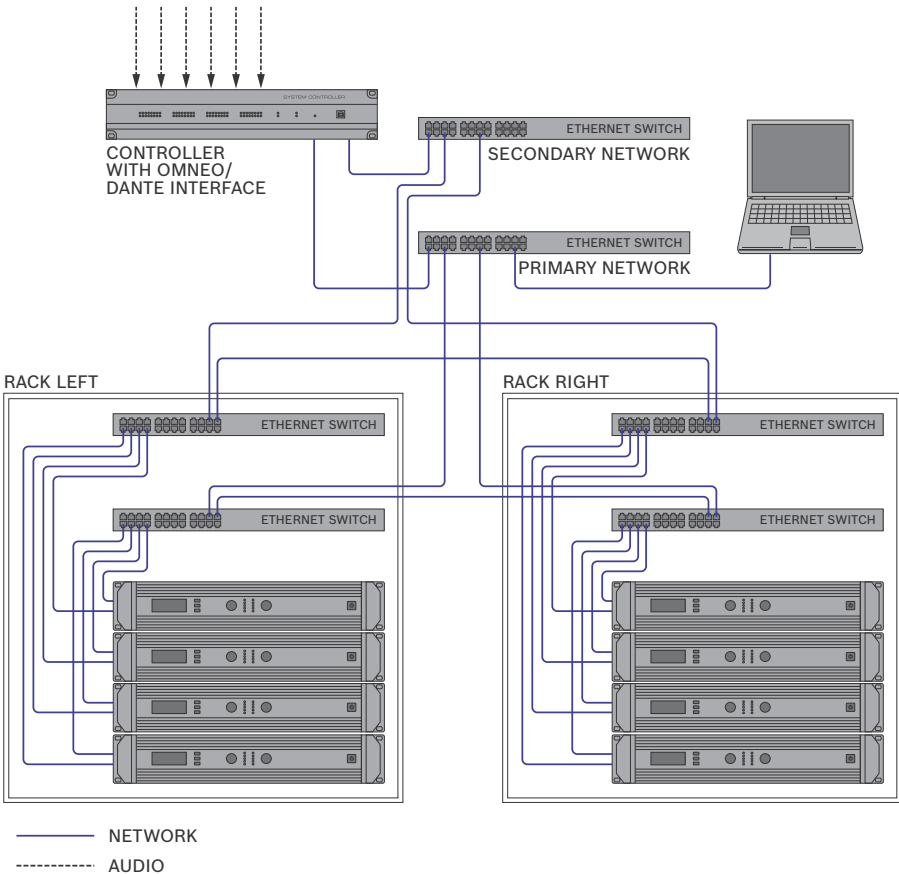 SYSTEM CONTROLLER
CONTROLLER
WITH OMNEO/
DANTE INTERFACE
ETHERNET SWITCH
SECONDARY NETWORK
ETHERNET SWITCH
PRIMARY NETWORK
RACK LEFT
RACK RIGHT
ETHERNET SWITCH
ETHERNET SWITCH
ETHERNET SWITCH
ETHERNET SWITCH
NETWORK
AUDIO